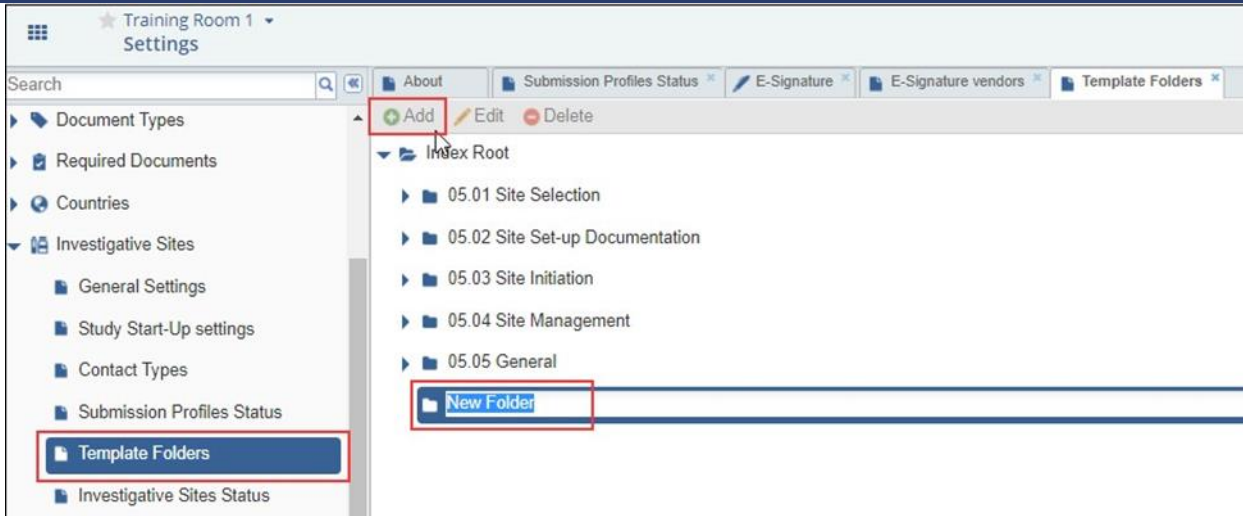 Training Room 1
Settings
Search
About
Submission Profiles Status
E-Signature
E-Signature vendors
Template Folders
Document Types
Required Documents
Countries
Investigative Sites
General Settings
Study Start-Up settings
Contact Types
Submission Profiles Status
Template Folders
Investigative Sites Status
Add
Edit
Delete
Index Root
05.01 Site Selection
05.02 Site Set-up Documentation
05.03 Site Initiation
05.04 Site Management
05.05 General
New Folder